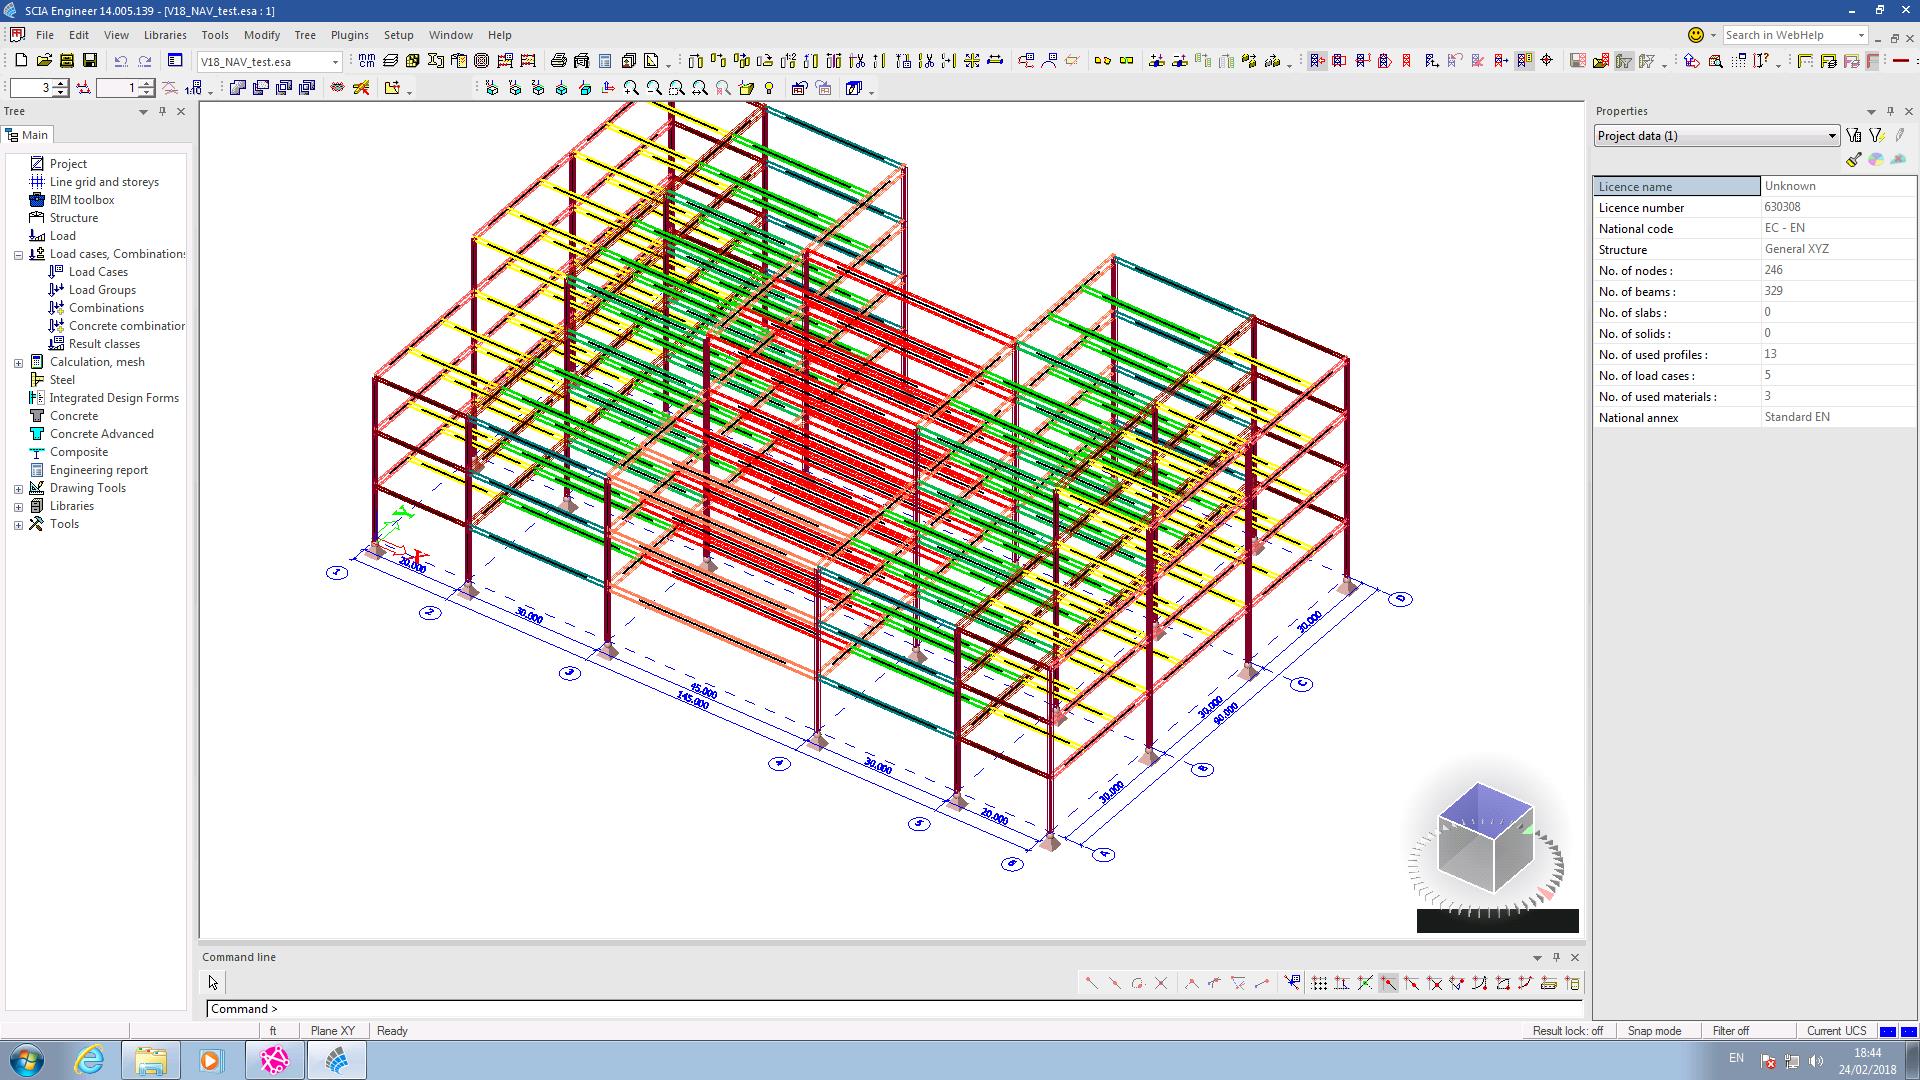 SCIA Engineer 14.005.139 - [V18_NAV_test.esa : 1]
File Edit View Libraries Tools Modify Tree Plugins Setup Window Help
Search in WebHelp
V18_NAV_test.esa
3
1
Tree
Main
Project
Line grid and storeys
BIM toolbox
Structure
Load
Load cases, Combinations
Load Cases
Load Groups
Combinations
Concrete combination
Result classes
Calculation, mesh
Steel
Integrated Design Forms
Concrete
Concrete Advanced
Composite
Engineering report
Drawing Tools
Libraries
Tools
Y
X
20.000
30.000
45.000
145.000
30.000
20.000
30.000
30.000
90.000
30.000
1
2
3
4
5
6
A
B
C
D
Properties
Project data (1)
Licence name Unknown
Licence number 630308
National code EC - EN
Structure General XYZ
No. of nodes : 246
No. of beams : 329
No. of slabs : 0
No. of solids : 0
No. of used profiles : 13
No. of load cases : 5
No. of used materials : 3
National annex Standard EN
Command line
Command >
ft Plane XY Ready
Result lock: off Snap mode Filter off Current UCS
EN
18:44
24/02/2018